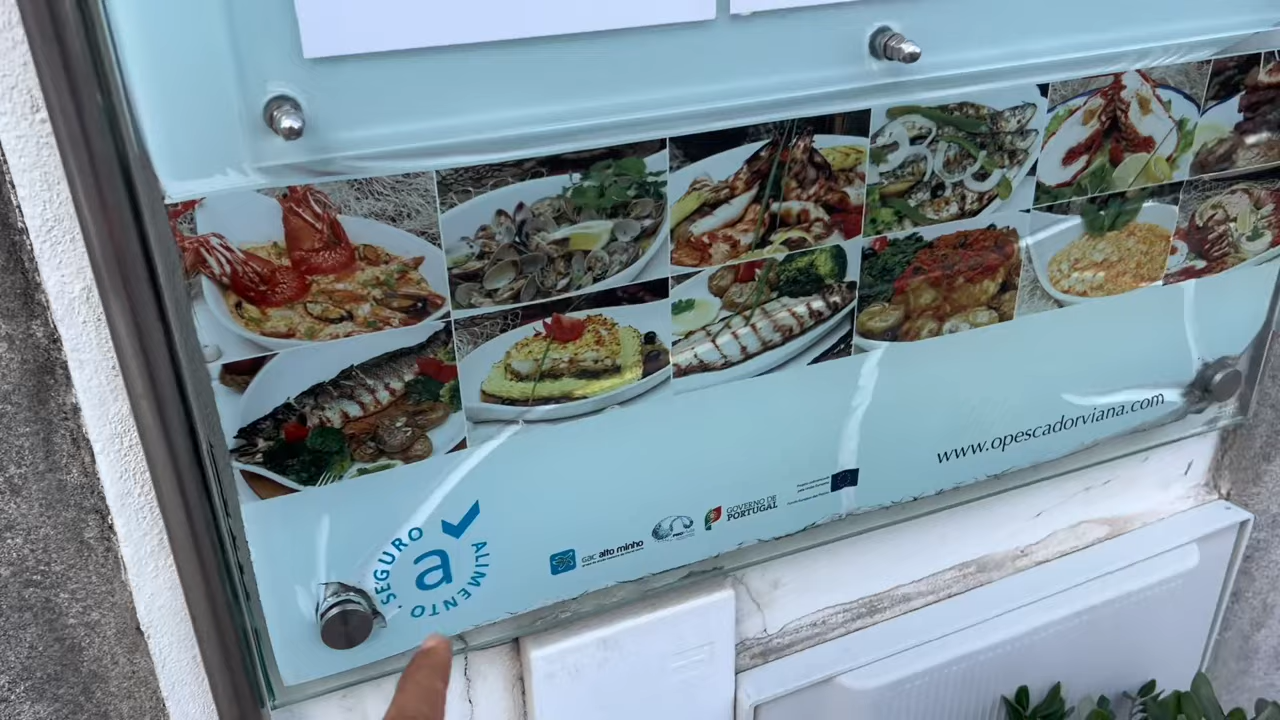 www.opescadorviana.com
SEGURO
a
ALIMENTO
gac alto minho
GOVERNO DE
PORTUGAL